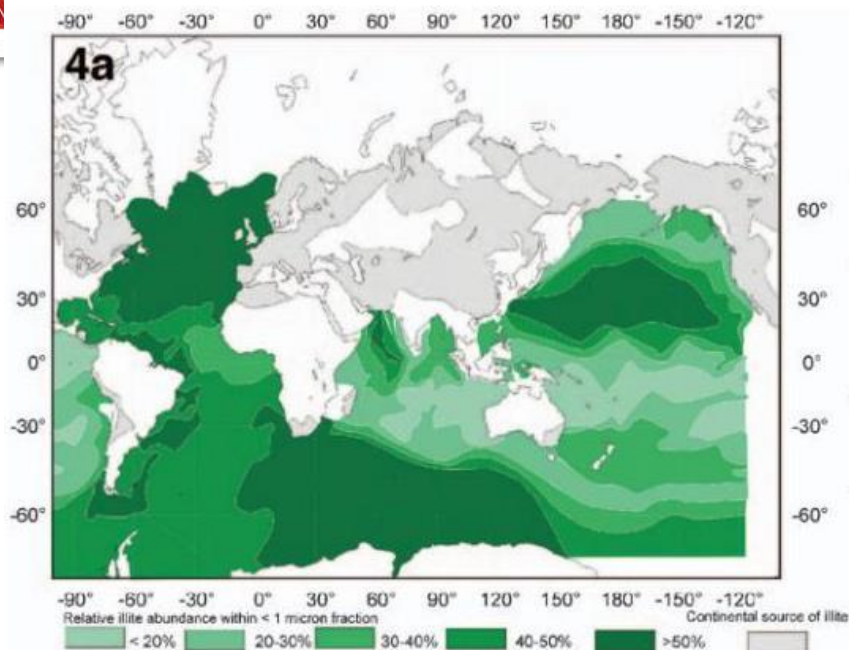 -90° -60° -30° 0° 30° 60° 90° 120° 150° 180° -150° -120°
4a
60° 60°
30° 30°
0° 0°
-30° -30°
-60° -60°
-90° -60° -30° 0° 30° 60° 90° 120° 150° 180° -150° -120°
Relative illite abundance within < 1 micron fraction Continental source of illite
< 20% 20-30% 30-40% 40-50% >50%